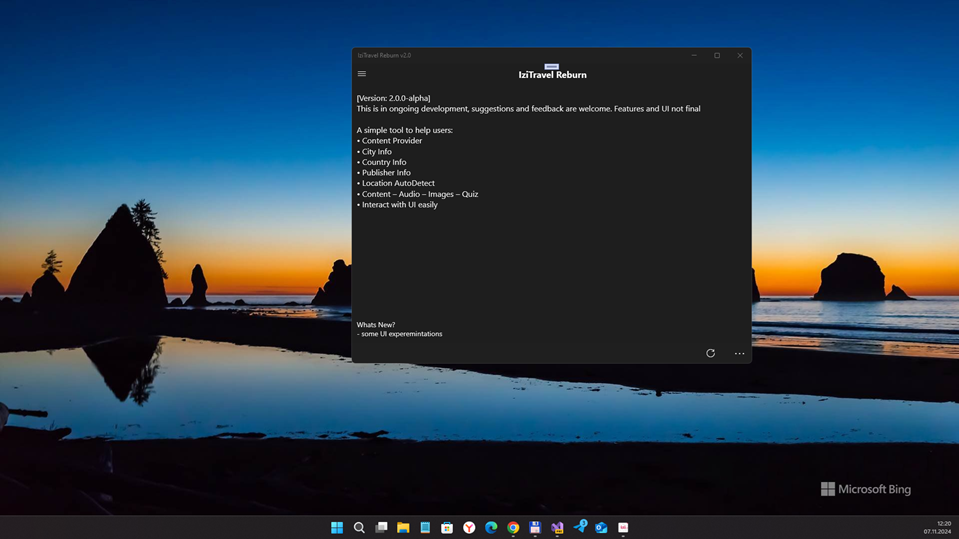 IziTravel Reburn v2.0
IziTravel Reburn
[Version: 2.0.0-alpha]
This is in ongoing development, suggestions and feedback are welcome. Features and UI not final
A simple tool to help users:
• Content Provider
• City Info
• Country Info
• Publisher Info
• Location AutoDetect
• Content – Audio – Images – Quiz
• Interact with UI easily
Whats New?
- some UI experemintations
Microsoft Bing
12:20
07.11.2024